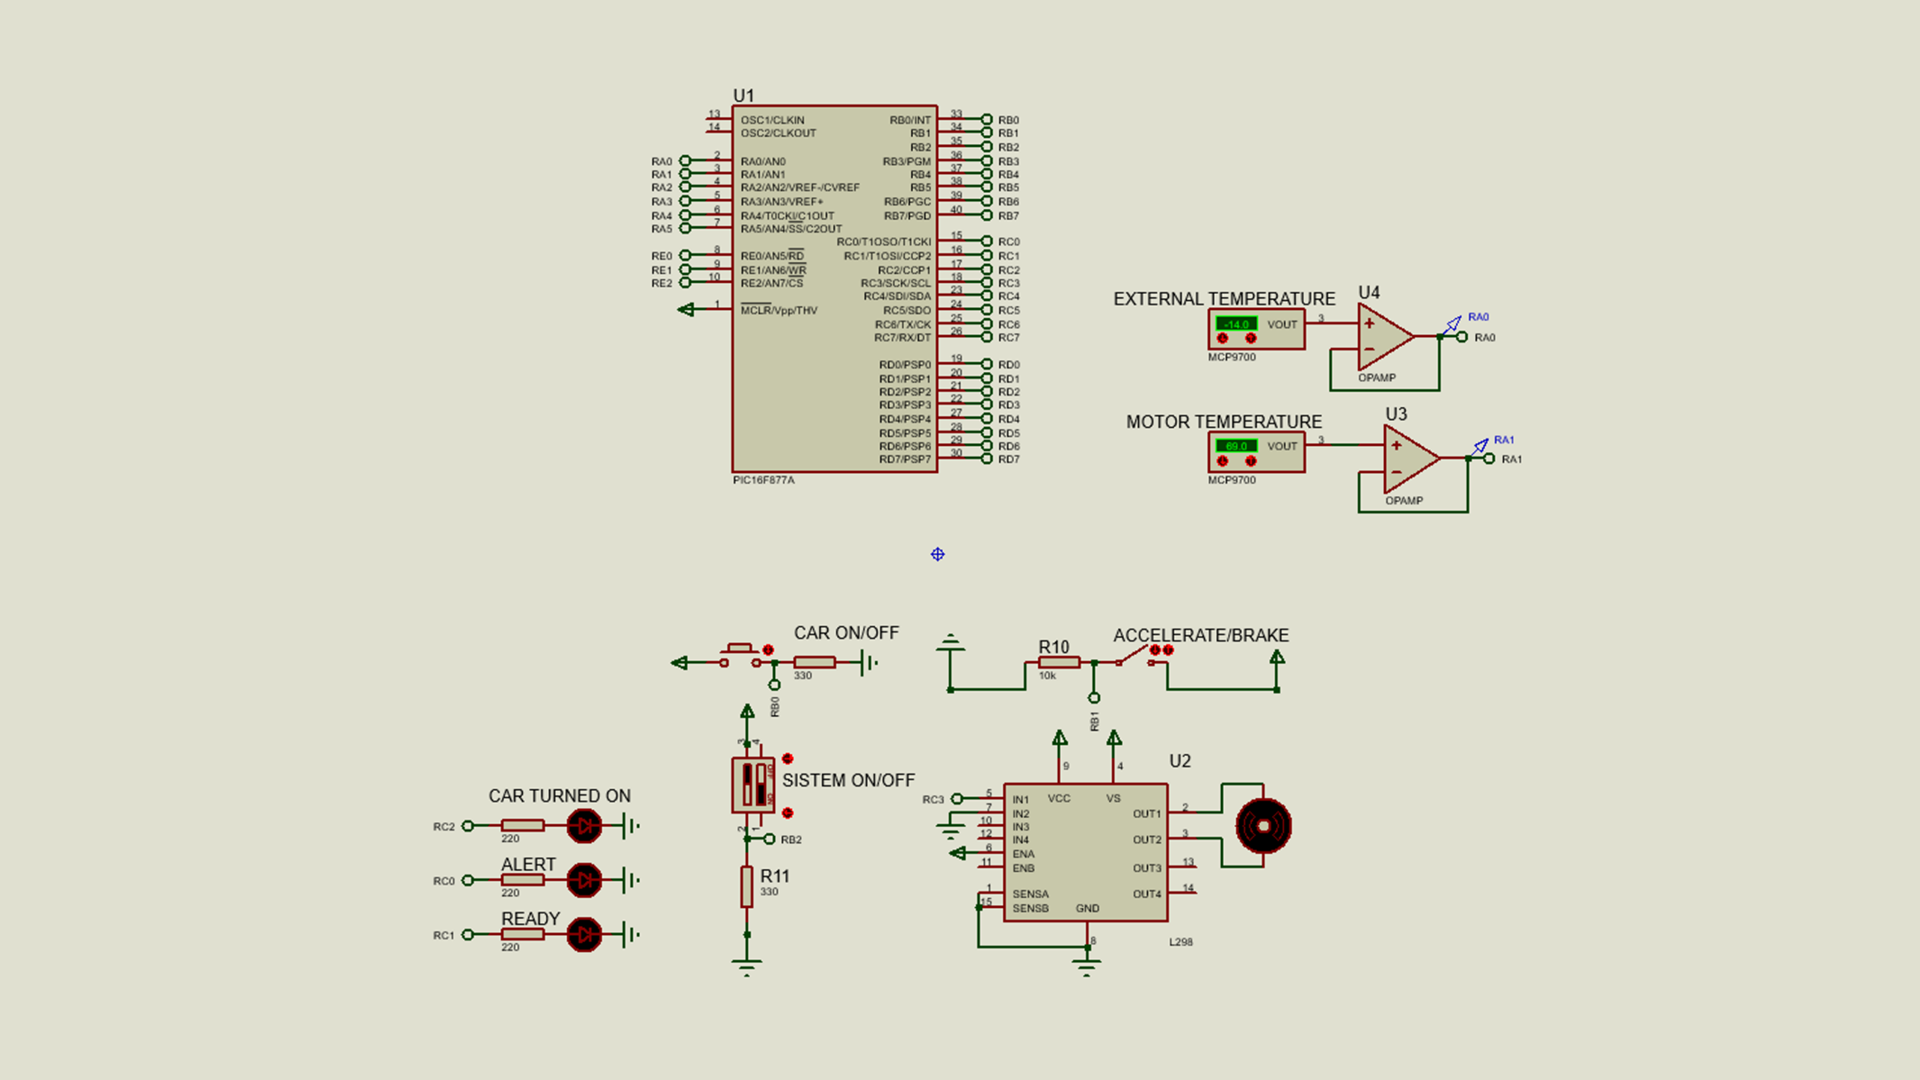 U1
13 OSC1/CLKIN
14 OSC2/CLKOUT
RA0 2 RA0/AN0
RA1 3 RA1/AN1
RA2 4 RA2/AN2/VREF-/CVREF
RA3 5 RA3/AN3/VREF+
RA4 6 RA4/T0CKI/C1OUT
RA5 7 RA5/AN4/SS/C2OUT
RE0 8 RE0/AN5/RD
RE1 9 RE1/AN6/WR
RE2 10 RE2/AN7/CS
1 MCLR/Vpp/THV
RB0/INT 33 RB0
RB1 34 RB1
RB2 35 RB2
RB3/PGM 36 RB3
RB4 37 RB4
RB5 38 RB5
RB6/PGC 39 RB6
RB7/PGD 40 RB7
RC0/T1OSO/T1CKI 15 RC0
RC1/T1OSI/CCP2 16 RC1
RC2/CCP1 17 RC2
RC3/SCK/SCL 18 RC3
RC4/SDI/SDA 23 RC4
RC5/SDO 24 RC5
RC6/TX/CK 25 RC6
RC7/RX/DT 26 RC7
RD0/PSP0 19 RD0
RD1/PSP1 20 RD1
RD2/PSP2 21 RD2
RD3/PSP3 22 RD3
RD4/PSP4 27 RD4
RD5/PSP5 28 RD5
RD6/PSP6 29 RD6
RD7/PSP7 30 RD7
PIC16F877A
EXTERNAL TEMPERATURE
U4
-14.0 VOUT 3
MCP9700
OPAMP
RA0
RA0
MOTOR TEMPERATURE
U3
69.0 VOUT 3
MCP9700
OPAMP
RA1
RA1
CAR ON/OFF
330
RB0
R10
10k
ACCELERATE/BRAKE
RB1
3 4
OFF ON
SISTEM ON/OFF
2 1
RB2
R11
330
CAR TURNED ON
RC2
220
ALERT
RC0
220
READY
RC1
220
U2
9 4
VCC VS
RC3 5 IN1
7 IN2
10 IN3
12 IN4
6 ENA
11 ENB
1 SENSA
15 SENSB
GND
8
OUT1 2
OUT2 3
OUT3 13
OUT4 14
L298